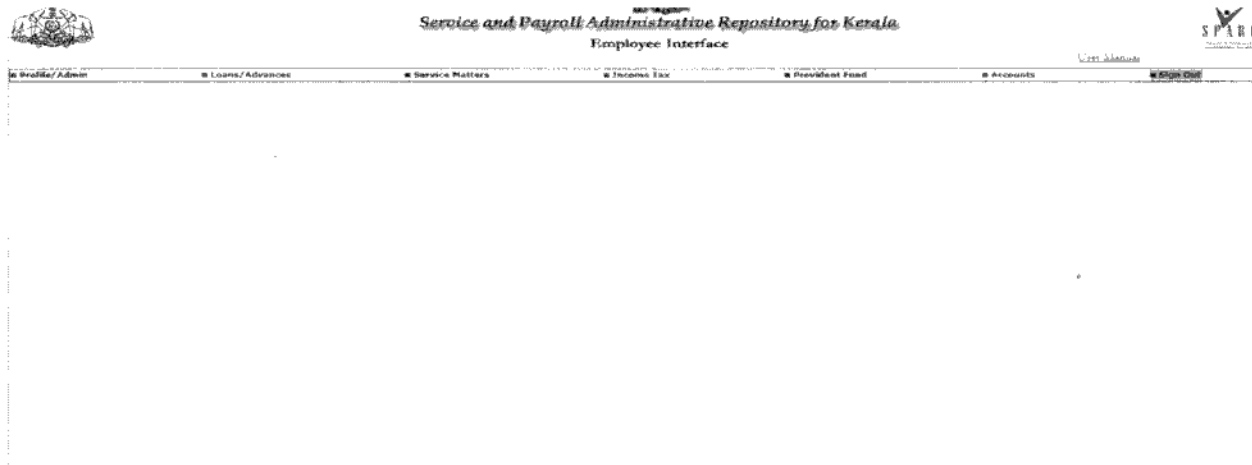 Service and Payroll Administrative Repository for Kerala
Employee Interface
SPARK
User Manual
Profile/Admin Loans/Advances Service Matters Income Tax Provident Fund Accounts Sign Out